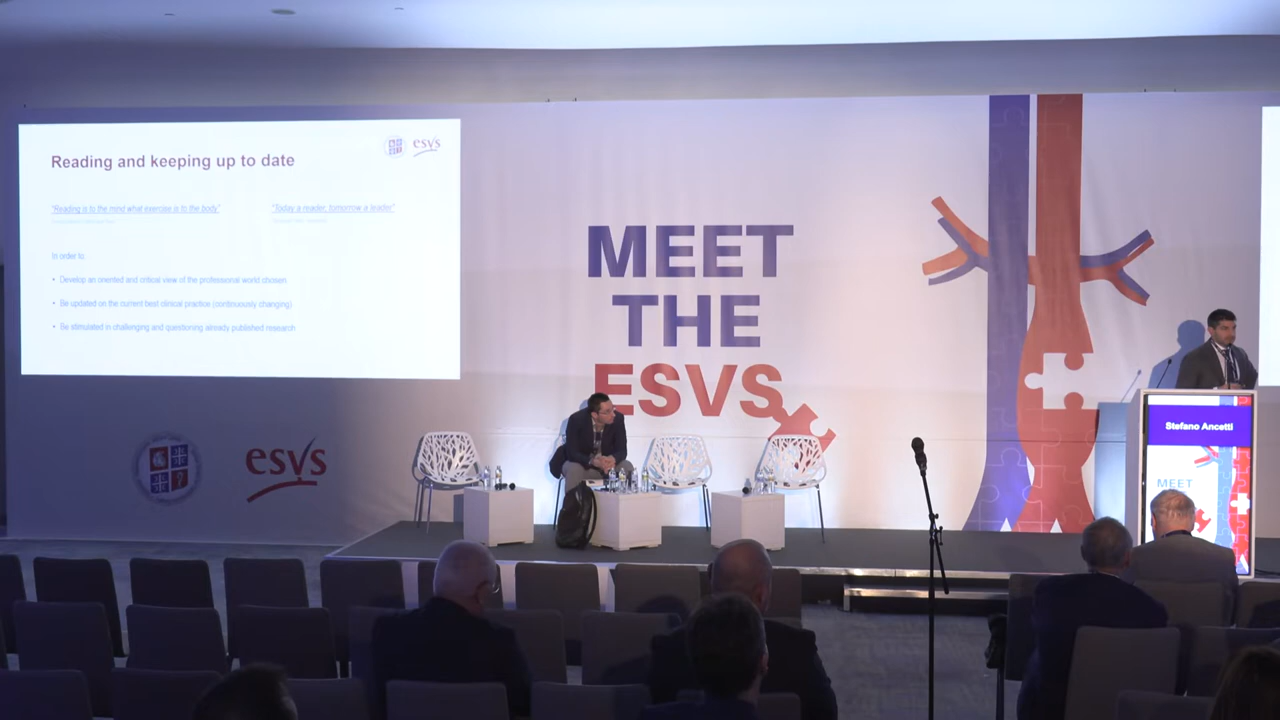 esvs
Reading and keeping up to date
"Reading is to the mind what exercise is to the body"
"Today a reader, tomorrow a leader"
In order to
• Develop an oriented and critical view of the professional world chosen
• Be updated on the current best clinical practice (continuously changing)
• Be stimulated in challenging and questioning already published research
MEET
THE
ESVS
esvs
Stefano Ancetti
MEET